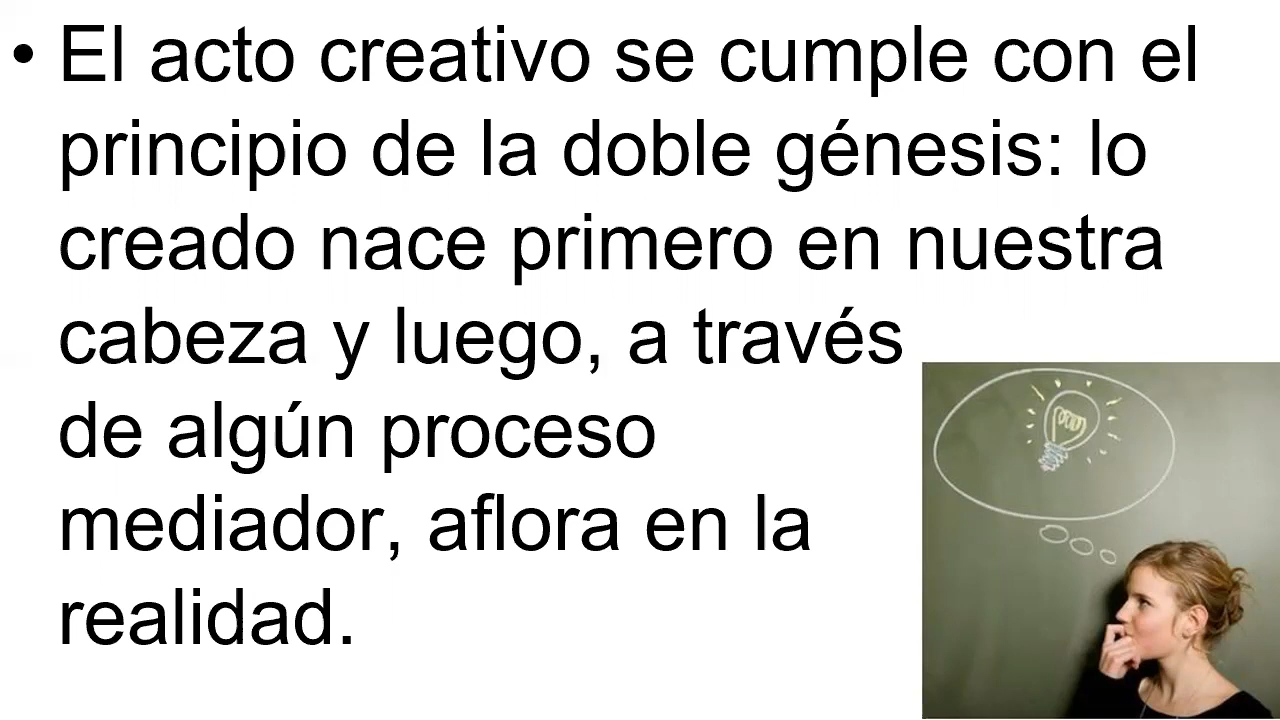 • El acto creativo se cumple con el
principio de la doble génesis: lo
creado nace primero en nuestra
cabeza y luego, a través
de algún proceso
mediador, aflora en la
realidad.